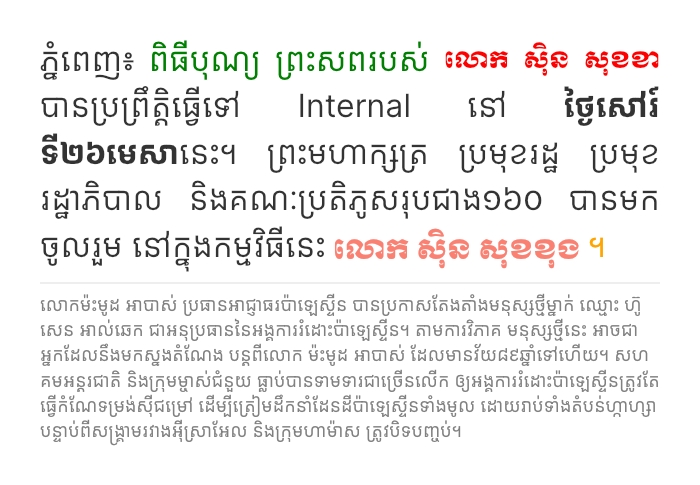 ភ្នំពេញ៖ ពិធីបុណ្យ ព្រះសពរបស់ លោក ស៊ិន សុខខា
បានប្រព្រឹត្តិធ្វើទៅ Internal នៅ ថ្ងៃសៅរ៍
ទី២៦មេសានេះ។ ព្រះមហាក្សត្រ ប្រមុខរដ្ឋ ប្រមុខ
រដ្ឋាភិបាល និងគណៈប្រតិភូសរុបជាង១៦០ បានមក
ចូលរួម នៅក្នុងកម្មវិធីនេះ លោក ស៊ិន សុខខុង ។
លោកម៉ះមូដ អាបាស់ ប្រធានអាជ្ញាធរប៉ាឡេស្ទីន បានប្រកាសតែងតាំងមនុស្សថ្មីម្នាក់ ឈ្មោះ ហ៊ូ
សេន អាល់ឆេក ជាអនុប្រធាននៃអង្គការរំដោះប៉ាឡេស្ទីន។ តាមការវិភាគ មនុស្សថ្មីនេះ អាចជា
អ្នកដែលនឹងមកស្នងតំណែង បន្តពីលោក ម៉ះមូដ អាបាស់ ដែលមានវ័យ៨៩ឆ្នាំទៅហើយ។ សហ
គមអន្តរជាតិ និងក្រុមម្ចាស់ជំនួយ ធ្លាប់បានទាមទារជាច្រើនលើក ឲ្យអង្គការរំដោះប៉ាឡេស្ទីនត្រូវតែ
ធ្វើកំណែទម្រង់ស៊ីជម្រៅ ដើម្បីត្រៀមដឹកនាំដែនដីប៉ាឡេស្ទីនទាំងមូល ដោយរាប់ទាំងតំបន់ហ្កាហ្សា
បន្ទាប់ពីសង្គ្រាមរវាងអ៊ីស្រាអែល និងក្រុមហាម៉ាស ត្រូវបិទបញ្ចប់។